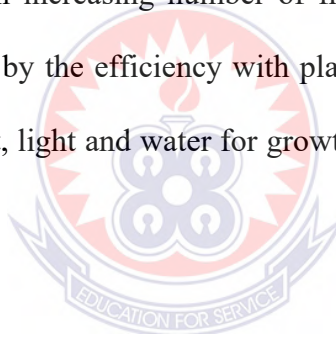 increasing number of
by the efficiency with pla
, light and water for growt
EDUCATION FOR SERVICE